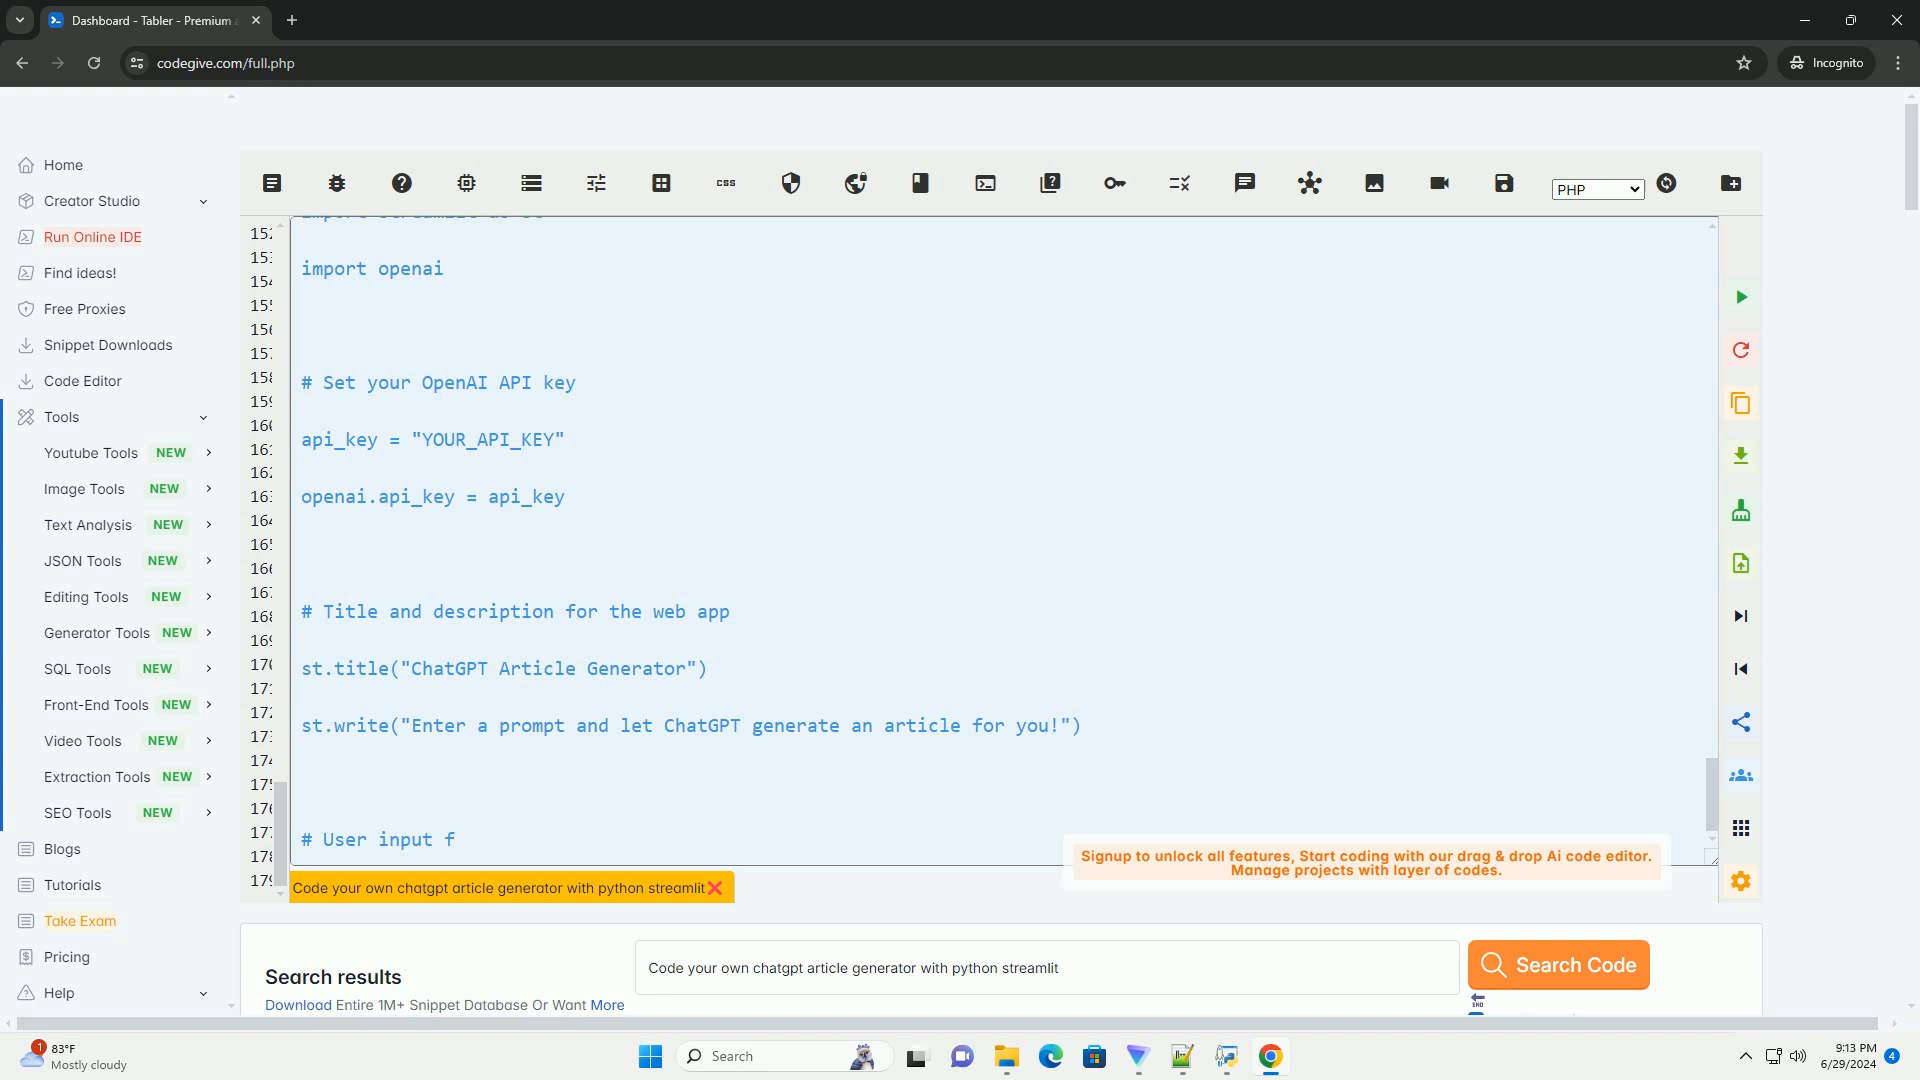 Dashboard - Tabler - Premium
codegive.com/full.php
Incognito
Home
Creator Studio
Run Online IDE
Find ideas!
Free Proxies
Snippet Downloads
Code Editor
Tools
Youtube Tools NEW
Image Tools NEW
Text Analysis NEW
JSON Tools NEW
Editing Tools NEW
Generator Tools NEW
SQL Tools NEW
Front-End Tools NEW
Video Tools NEW
Extraction Tools NEW
SEO Tools NEW
Blogs
Tutorials
Take Exam
Pricing
Help
css
PHP
import openai
# Set your OpenAI API key
api_key = "YOUR_API_KEY"
openai.api_key = api_key
# Title and description for the web app
st.title("ChatGPT Article Generator")
st.write("Enter a prompt and let ChatGPT generate an article for you!")
# User input f
Signup to unlock all features, Start coding with our drag & drop Ai code editor.
Manage projects with layer of codes.
Code your own chatgpt article generator with python streamlit
Search results
Download Entire 1M+ Snippet Database Or Want More
Code your own chatgpt article generator with python streamlit
Search Code
END
1
83°F
Mostly cloudy
Search
9:13 PM
6/29/2024
4